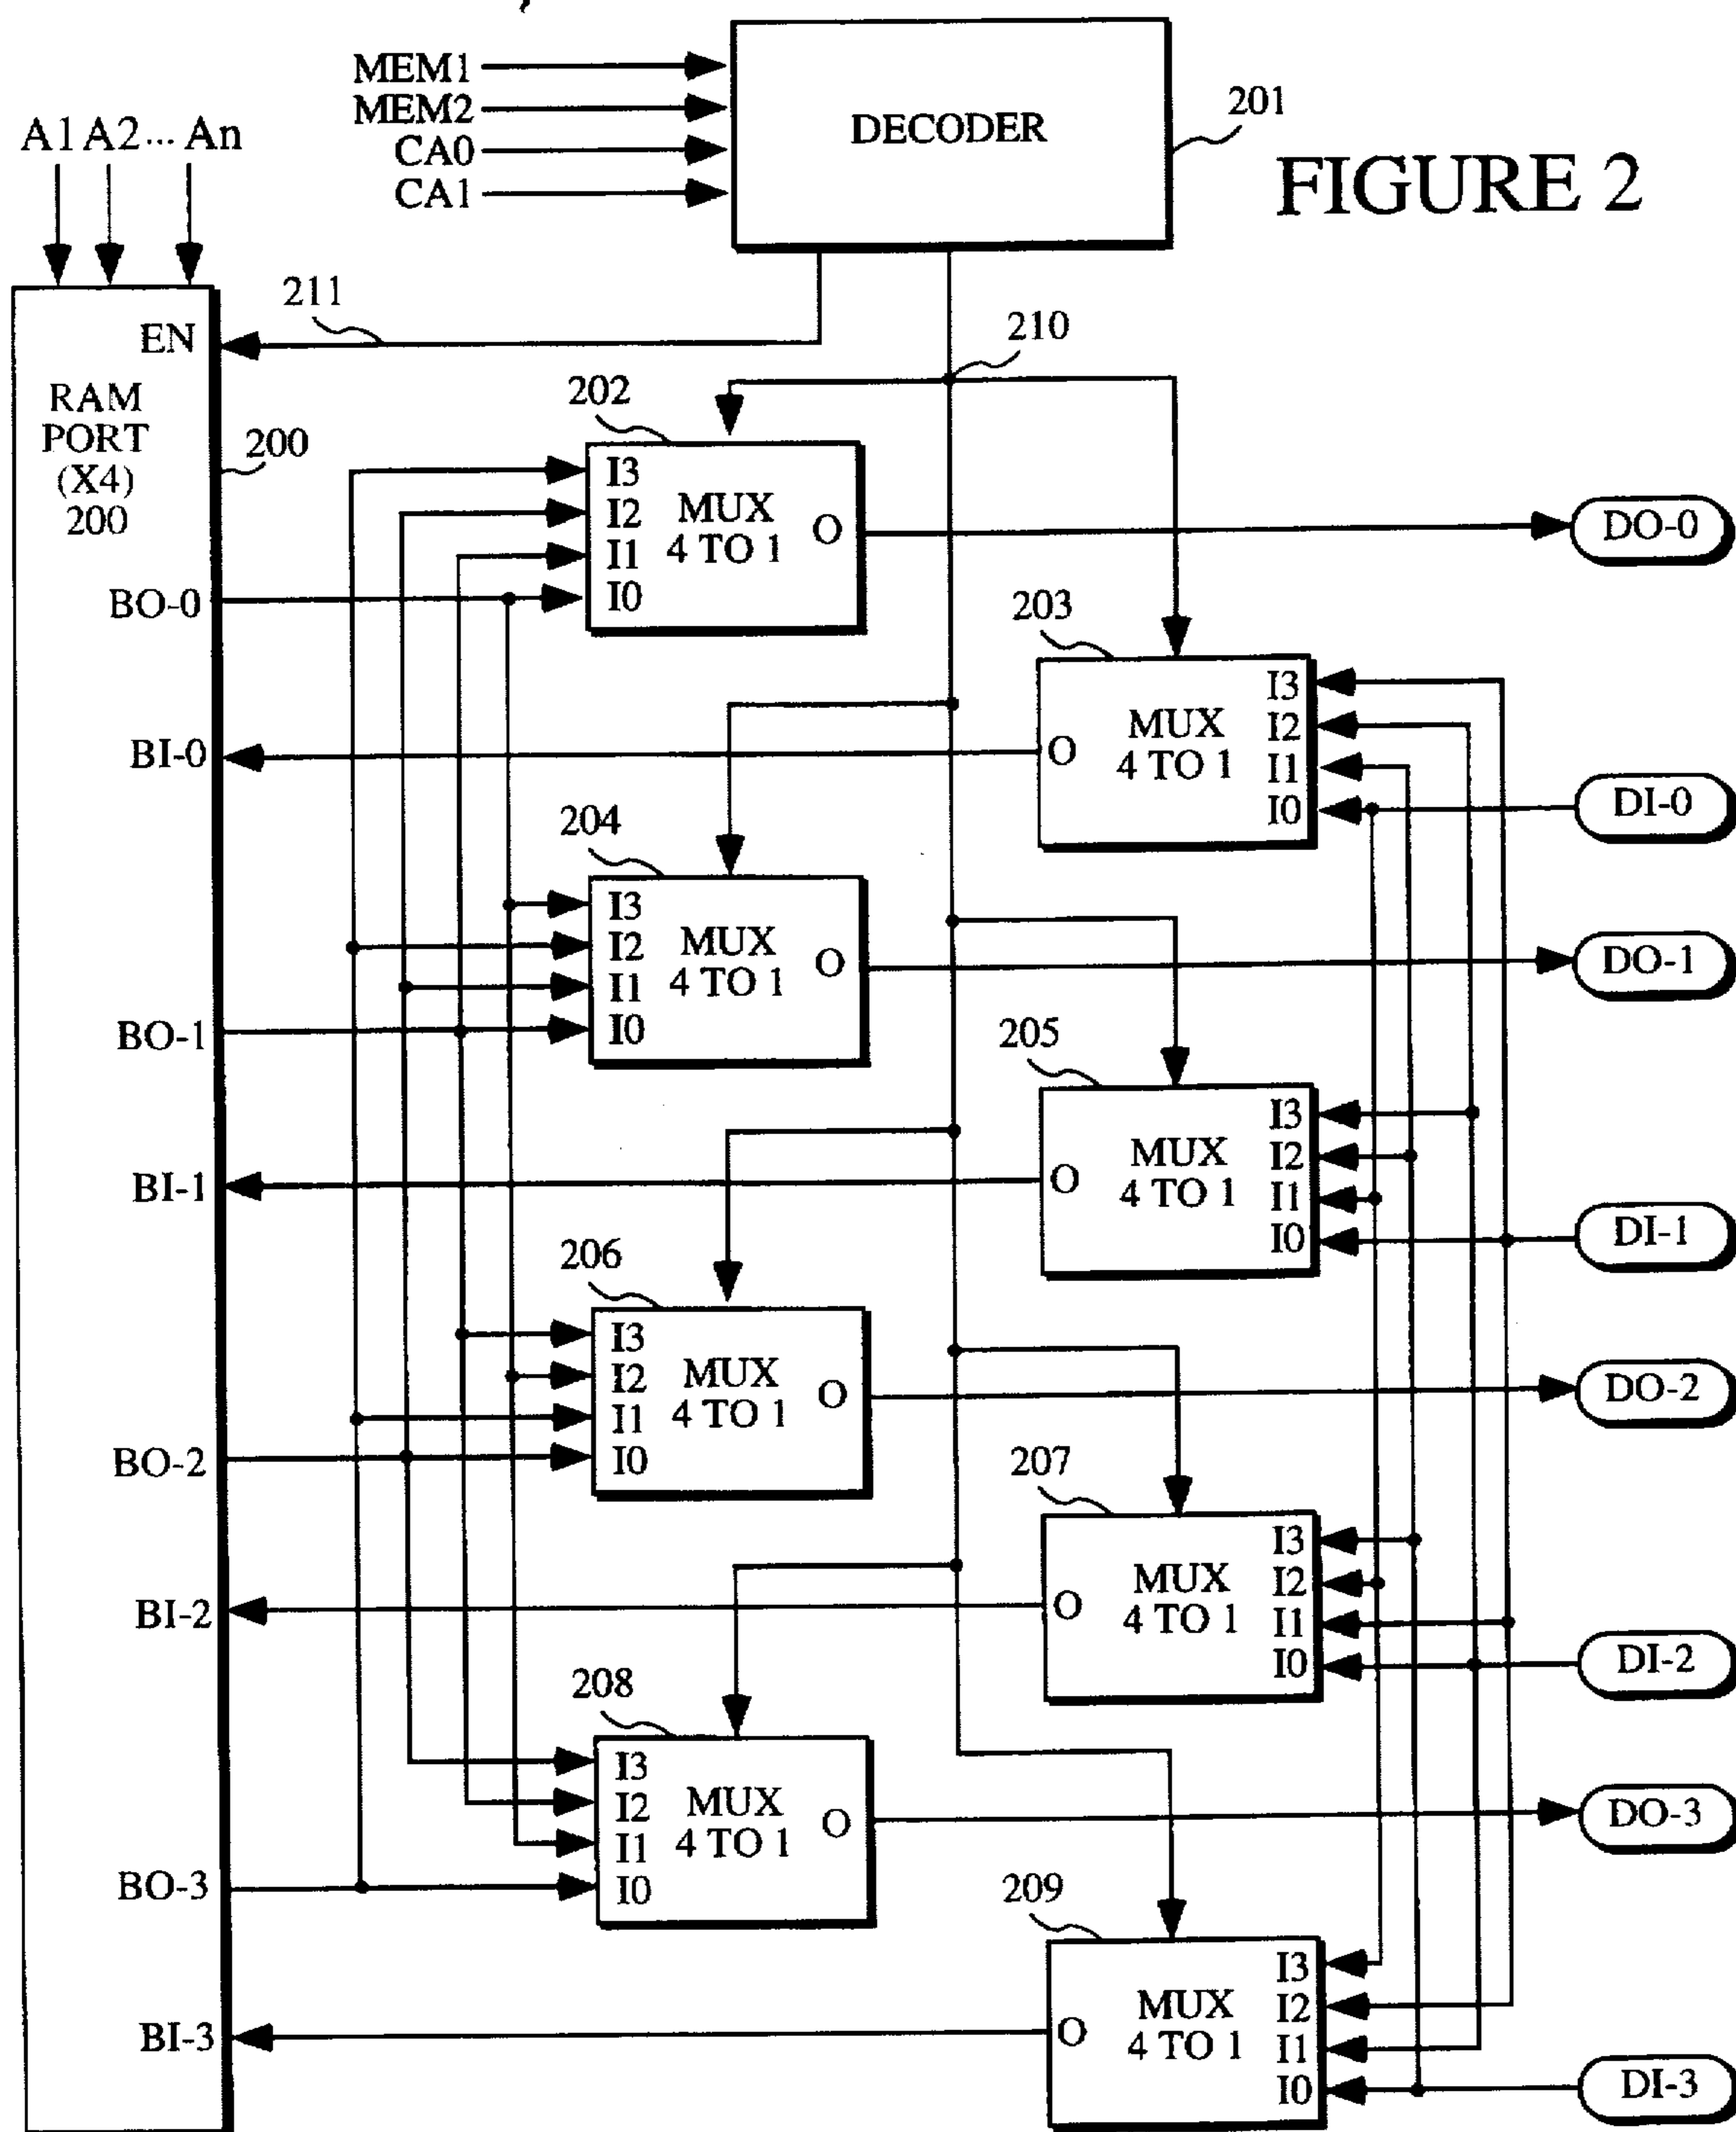 MEM1
MEM2
CA0
CA1
DECODER
201
FIGURE 2
A1 A2 ... An
211
EN
210
RAM
PORT
(X4)
200
200
202
I3
I2
I1
I0
MUX
4 TO 1
O
DO-0
BO-0
203
I3
I2
I1
I0
MUX
4 TO 1
O
BI-0
DI-0
204
I3
I2
I1
I0
MUX
4 TO 1
O
DO-1
BO-1
205
I3
I2
I1
I0
MUX
4 TO 1
O
BI-1
DI-1
206
I3
I2
I1
I0
MUX
4 TO 1
O
DO-2
BO-2
207
I3
I2
I1
I0
MUX
4 TO 1
O
BI-2
DI-2
208
I3
I2
I1
I0
MUX
4 TO 1
O
DO-3
BO-3
209
I3
I2
I1
I0
MUX
4 TO 1
O
BI-3
DI-3